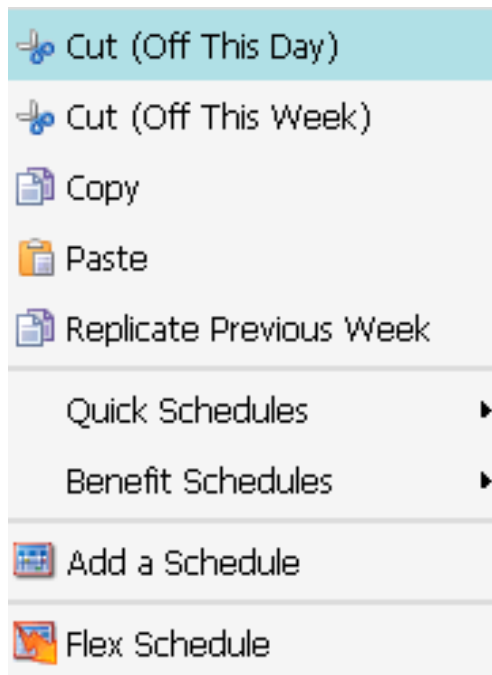 Cut (Off This Day)
Cut (Off This Week)
Copy
Paste
Replicate Previous Week
Quick Schedules
Benefit Schedules
Add a Schedule
Flex Schedule